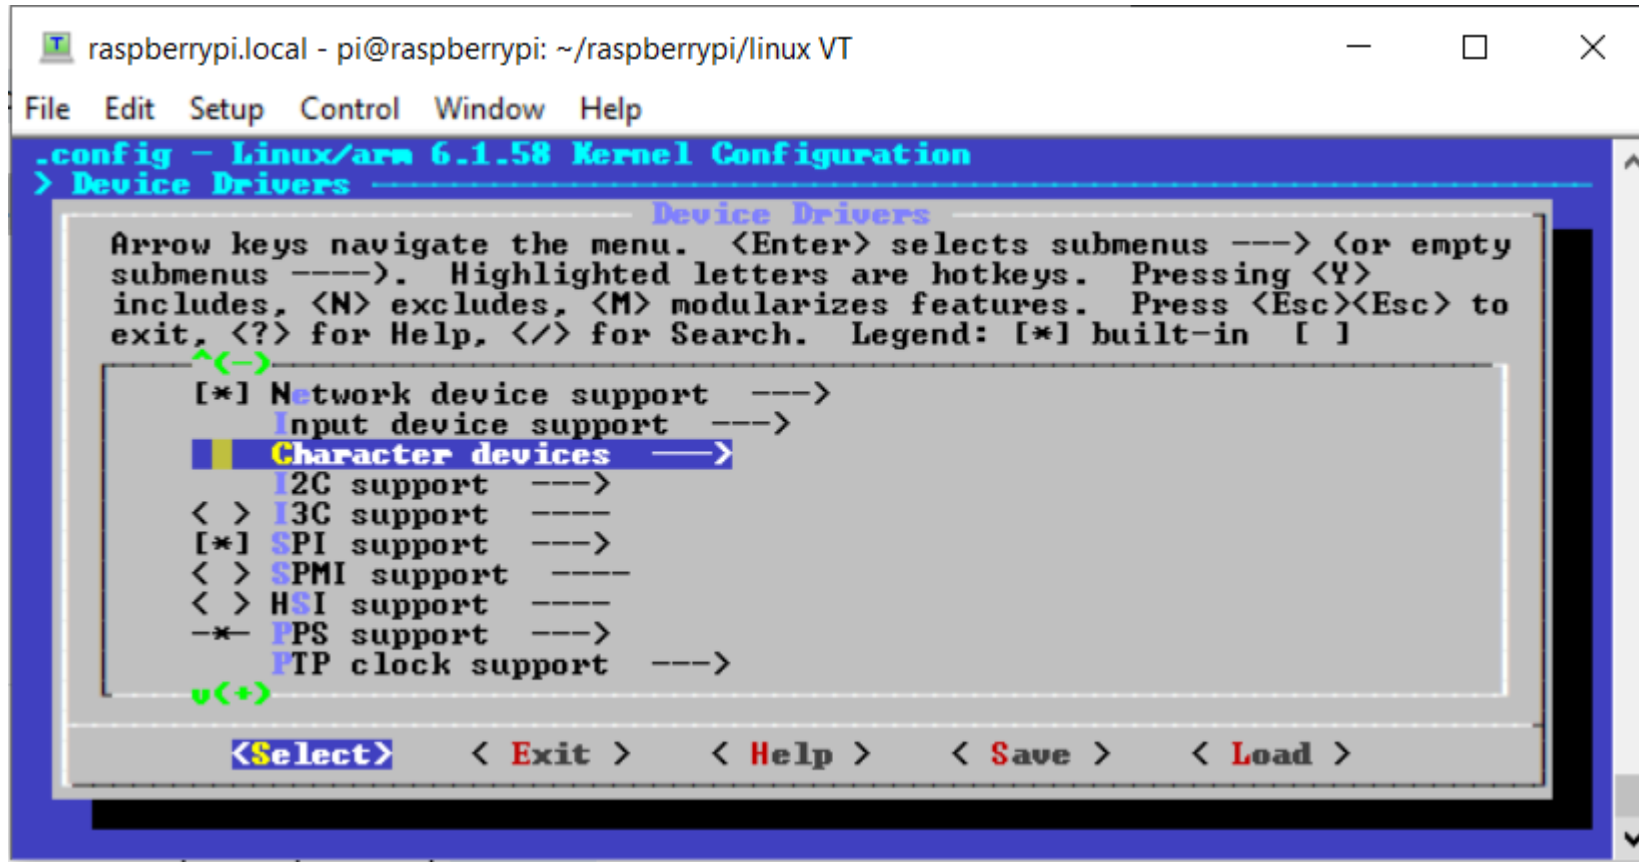 raspberrypi.local - pi@raspberrypi: ~/raspberrypi/linux VT
File Edit Setup Control Window Help
.config - Linux/arm 6.1.58 Kernel Configuration
> Device Drivers
Device Drivers
Arrow keys navigate the menu.  <Enter> selects submenus ---> (or empty
submenus ---->).  Highlighted letters are hotkeys.  Pressing <Y>
includes, <N> excludes, <M> modularizes features.  Press <Esc><Esc> to
exit, <?> for Help, </> for Search.  Legend: [*] built-in  [ ]
^(-)
[*] Network device support  --->
Input device support  --->
Character devices  --->
I2C support  --->
< > I3C support  ----
[*] SPI support  --->
< > SPMI support  ----
< > HSI support  ----
-*- PPS support  --->
PTP clock support  --->
v(+)
<Select>    < Exit >    < Help >    < Save >    < Load >